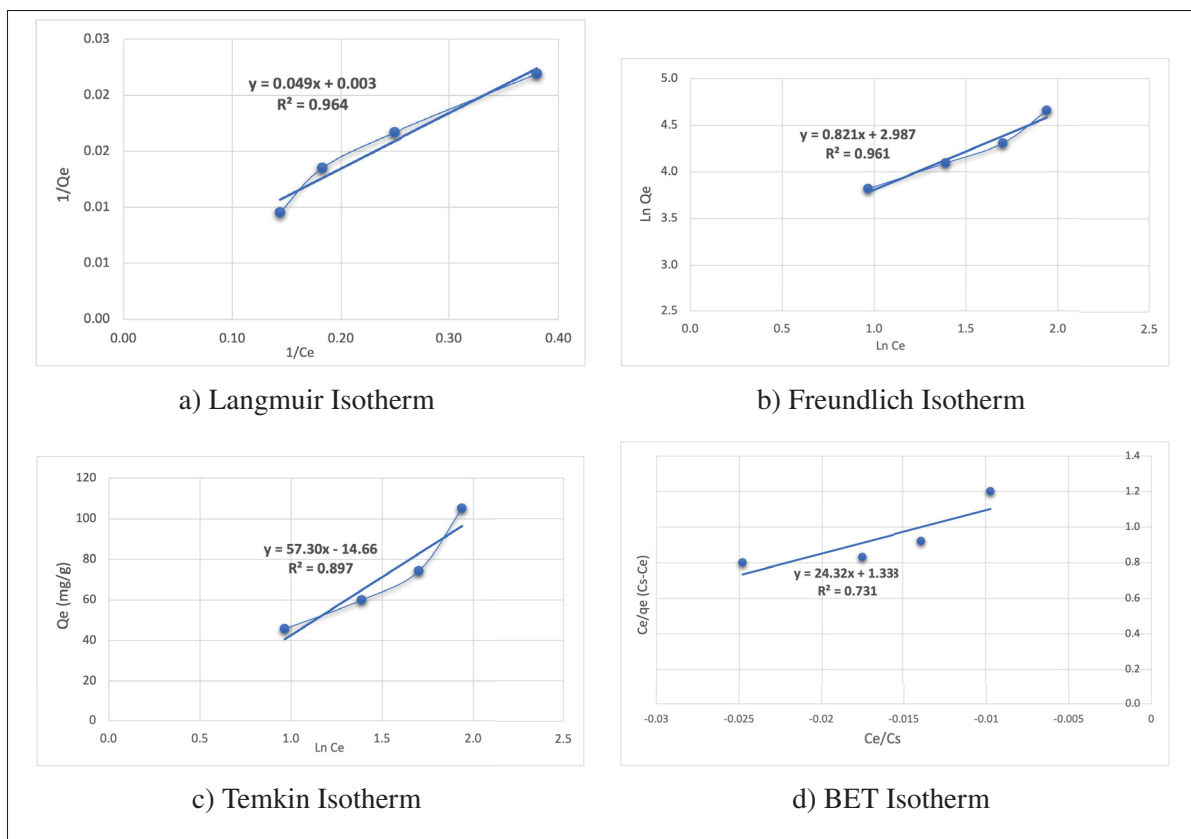 0.03
0.02
0.02
0.01
0.01
0.00
1/Qe
y = 0.049x + 0.003
R² = 0.964
0.00 0.10 0.20 0.30 0.40
1/Ce
a) Langmuir Isotherm
5.0
4.5
4.0
3.5
3.0
2.5
Ln Qe
y = 0.821x + 2.987
R² = 0.961
0.0 0.5 1.0 1.5 2.0 2.5
Ln Ce
b) Freundlich Isotherm
120
100
80
60
40
20
0
Qe (mg/g)
y = 57.30x - 14.66
R² = 0.897
0.0 0.5 1.0 1.5 2.0 2.5
Ln Ce
c) Temkin Isotherm
1.4
1.2
1.0
0.8
0.6
0.4
0.2
0.0
Ce/qe (Cs-Ce)
y = 24.32x + 1.338
R² = 0.731
-0.03 -0.025 -0.02 -0.015 -0.01 -0.005 0
Ce/Cs
d) BET Isotherm